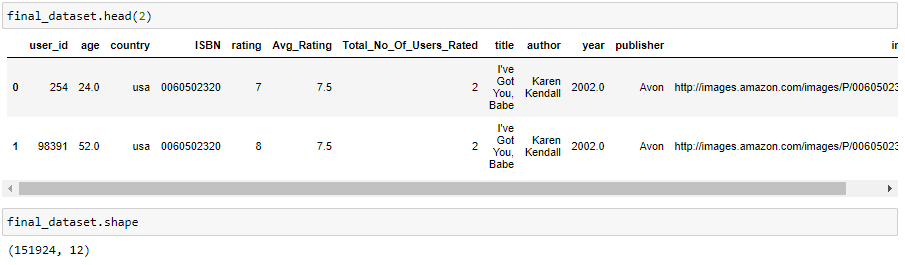 final_dataset.head(2)
user_id age country ISBN rating Avg_Rating Total_No_Of_Users_Rated title author year publisher
0 254 24.0 usa 0060502320 7 7.5 2 I've Got You, Babe Karen Kendall 2002.0 Avon http://images.amazon.com/images/P/00605023
1 98391 52.0 usa 0060502320 8 7.5 2 I've Got You, Babe Karen Kendall 2002.0 Avon http://images.amazon.com/images/P/00605023
final_dataset.shape
(151924, 12)